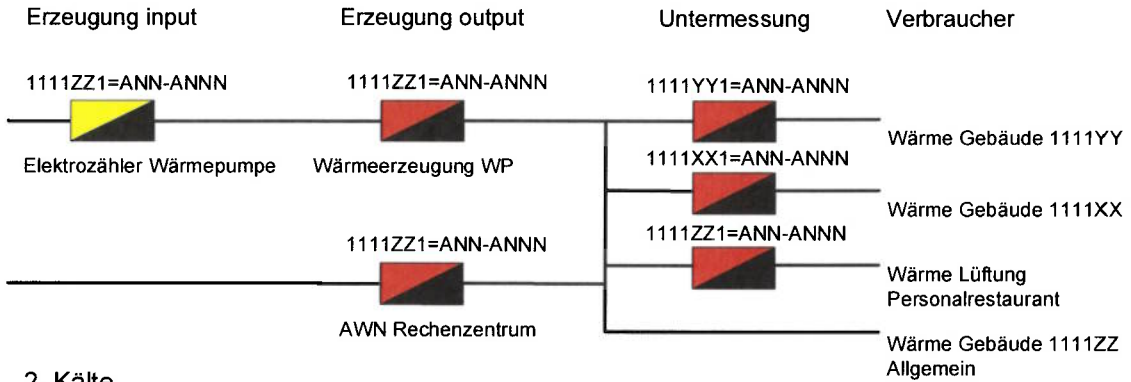 Erzeugung input
Erzeugung output
Untermessung
Verbraucher
1111ZZ1=ANN-ANNN
1111ZZ1=ANN-ANNN
1111YY1=ANN-ANNN
Elektrozähler Wärmepumpe
Wärmeerzeugung WP
Wärme Gebäude 1111YY
1111XX1=ANN-ANNN
Wärme Gebäude 1111XX
1111ZZ1=ANN-ANNN
1111ZZ1=ANN-ANNN
Wärme Lüftung
Personalrestaurant
AWN Rechenzentrum
Wärme Gebäude 1111ZZ
Allgemein
2. Kälte